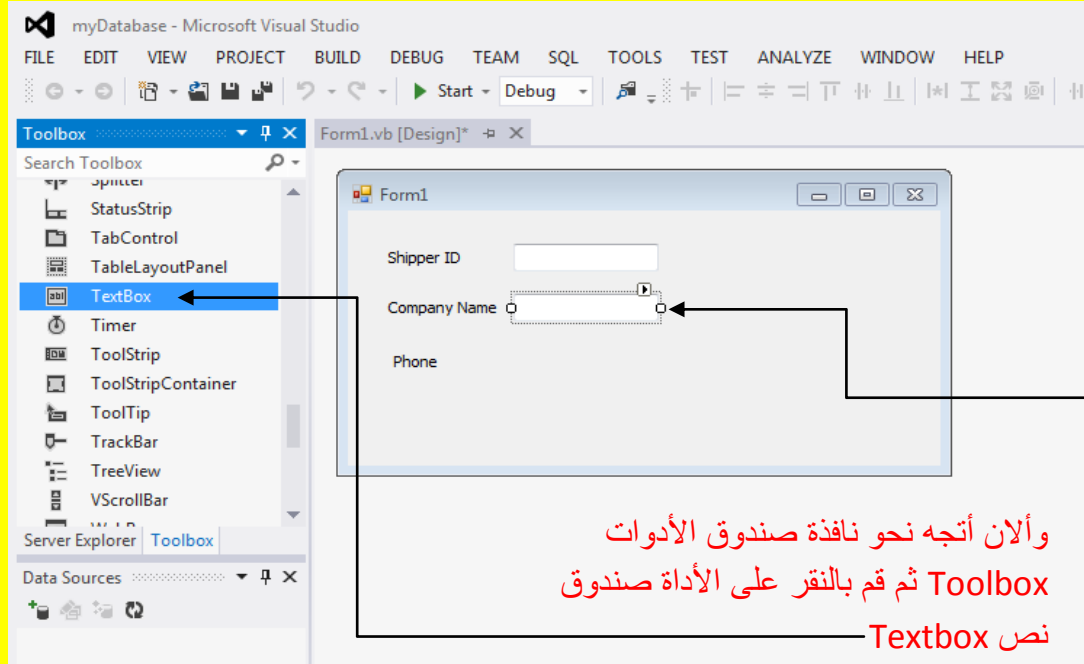 myDatabase - Microsoft Visual Studio
FILE EDIT VIEW PROJECT BUILD DEBUG TEAM SQL TOOLS TEST ANALYZE WINDOW HELP
Start Debug
Toolbox
Search Toolbox
Splitter
StatusStrip
TabControl
TableLayoutPanel
TextBox
Timer
ToolStrip
ToolStripContainer
ToolTip
TrackBar
TreeView
VScrollBar
Server Explorer Toolbox
Data Sources
Form1.vb [Design]*
Form1
Shipper ID
Company Name
Phone
وألان أتجه نحو نافذة صندوق الأدوات
Toolbox ثم قم بالنقر على الأداة صندوق
نص Textbox